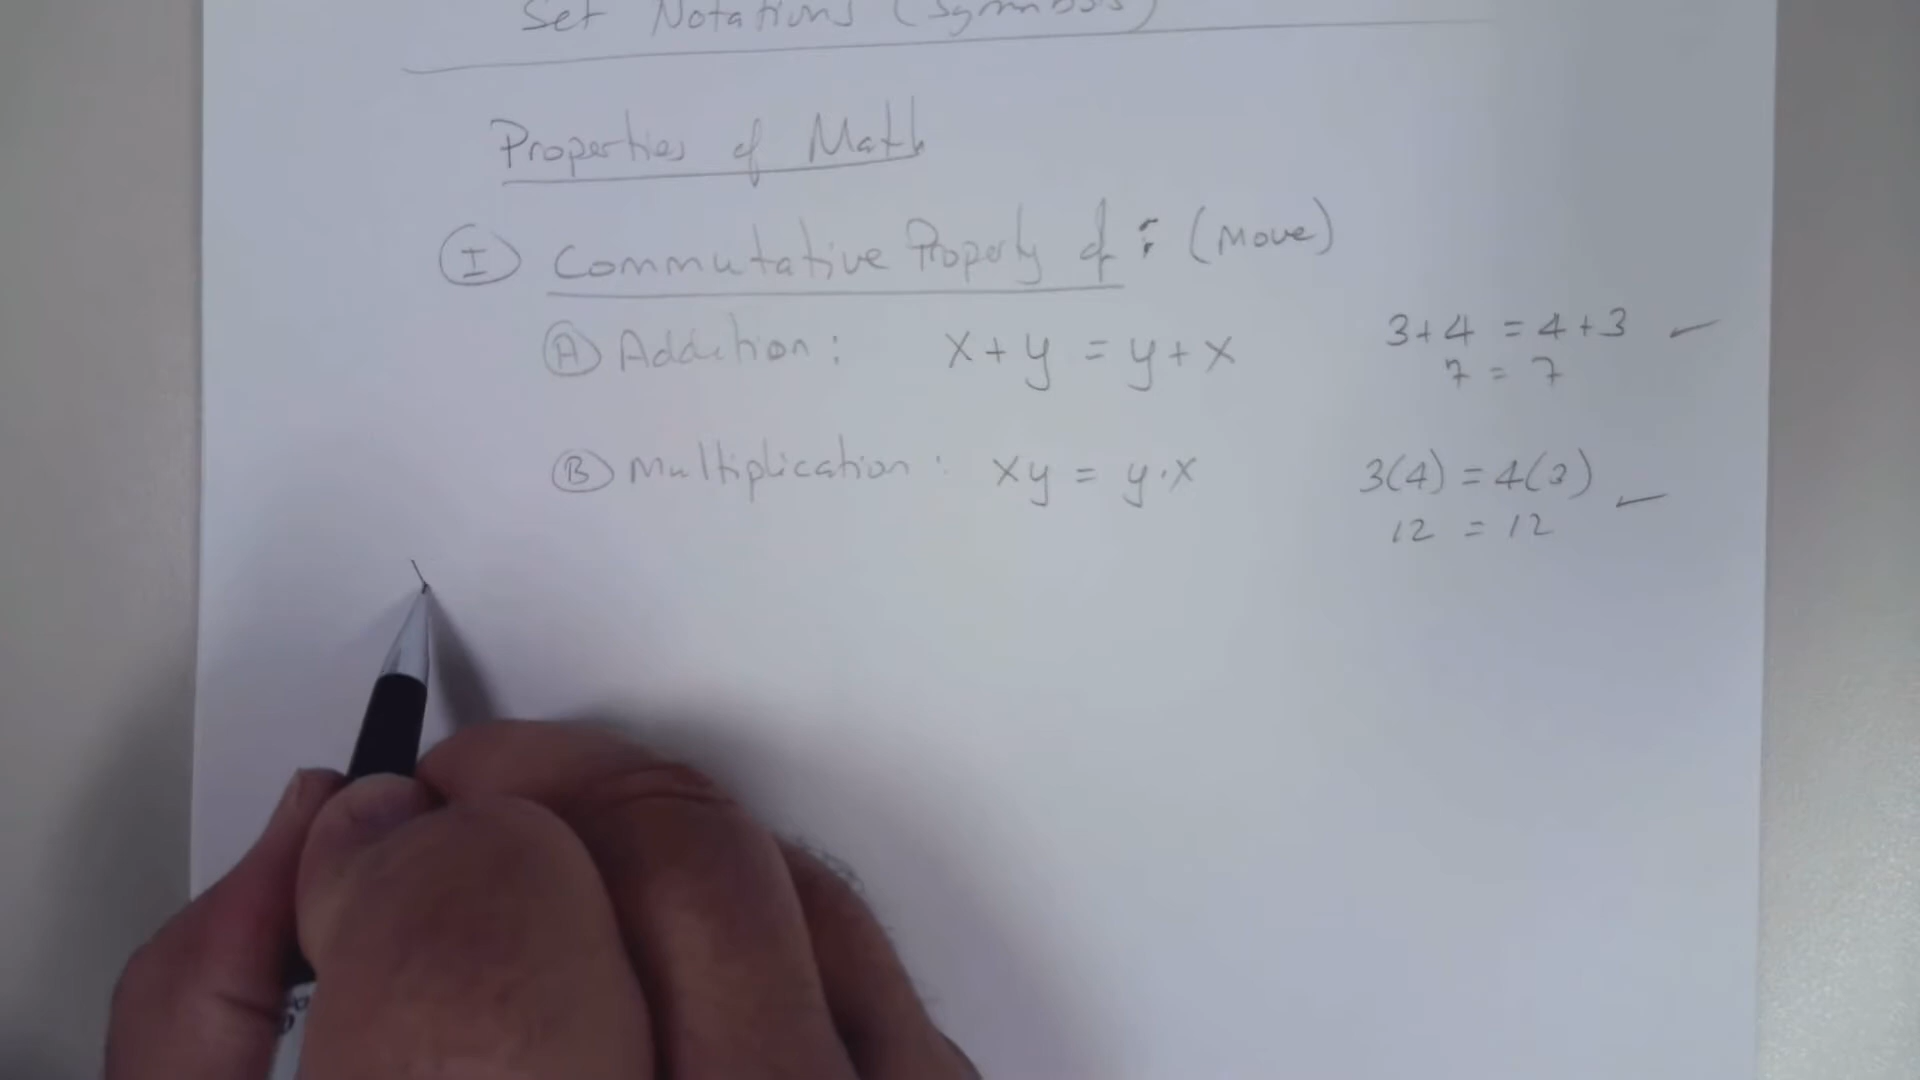 Set Notations (Symbols)
Properties of Math
I Commutative Property of : (Move)
A Addition : x + y = y + x
3+4 = 4+3
7 = 7
B Multiplication : xy = y·x
3(4) = 4(3)
12 = 12